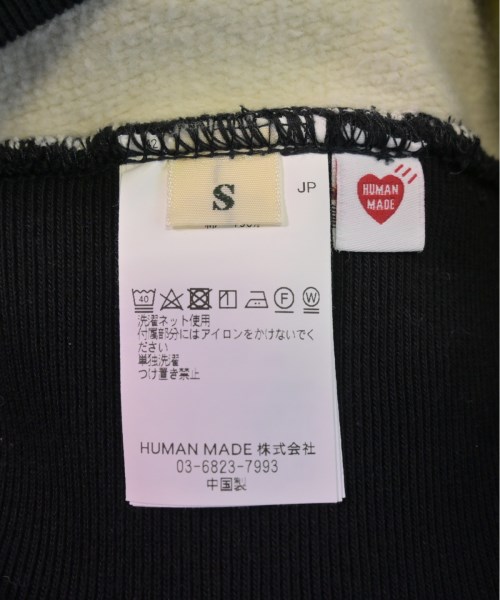 S
JP
HUMAN
MADE
40
F
W
洗濯ネット使用
付属部分にはアイロンをかけないでく
ださい
単独洗濯
つけ置き禁止
HUMAN MADE 株式会社
03-6823-7993
中国製